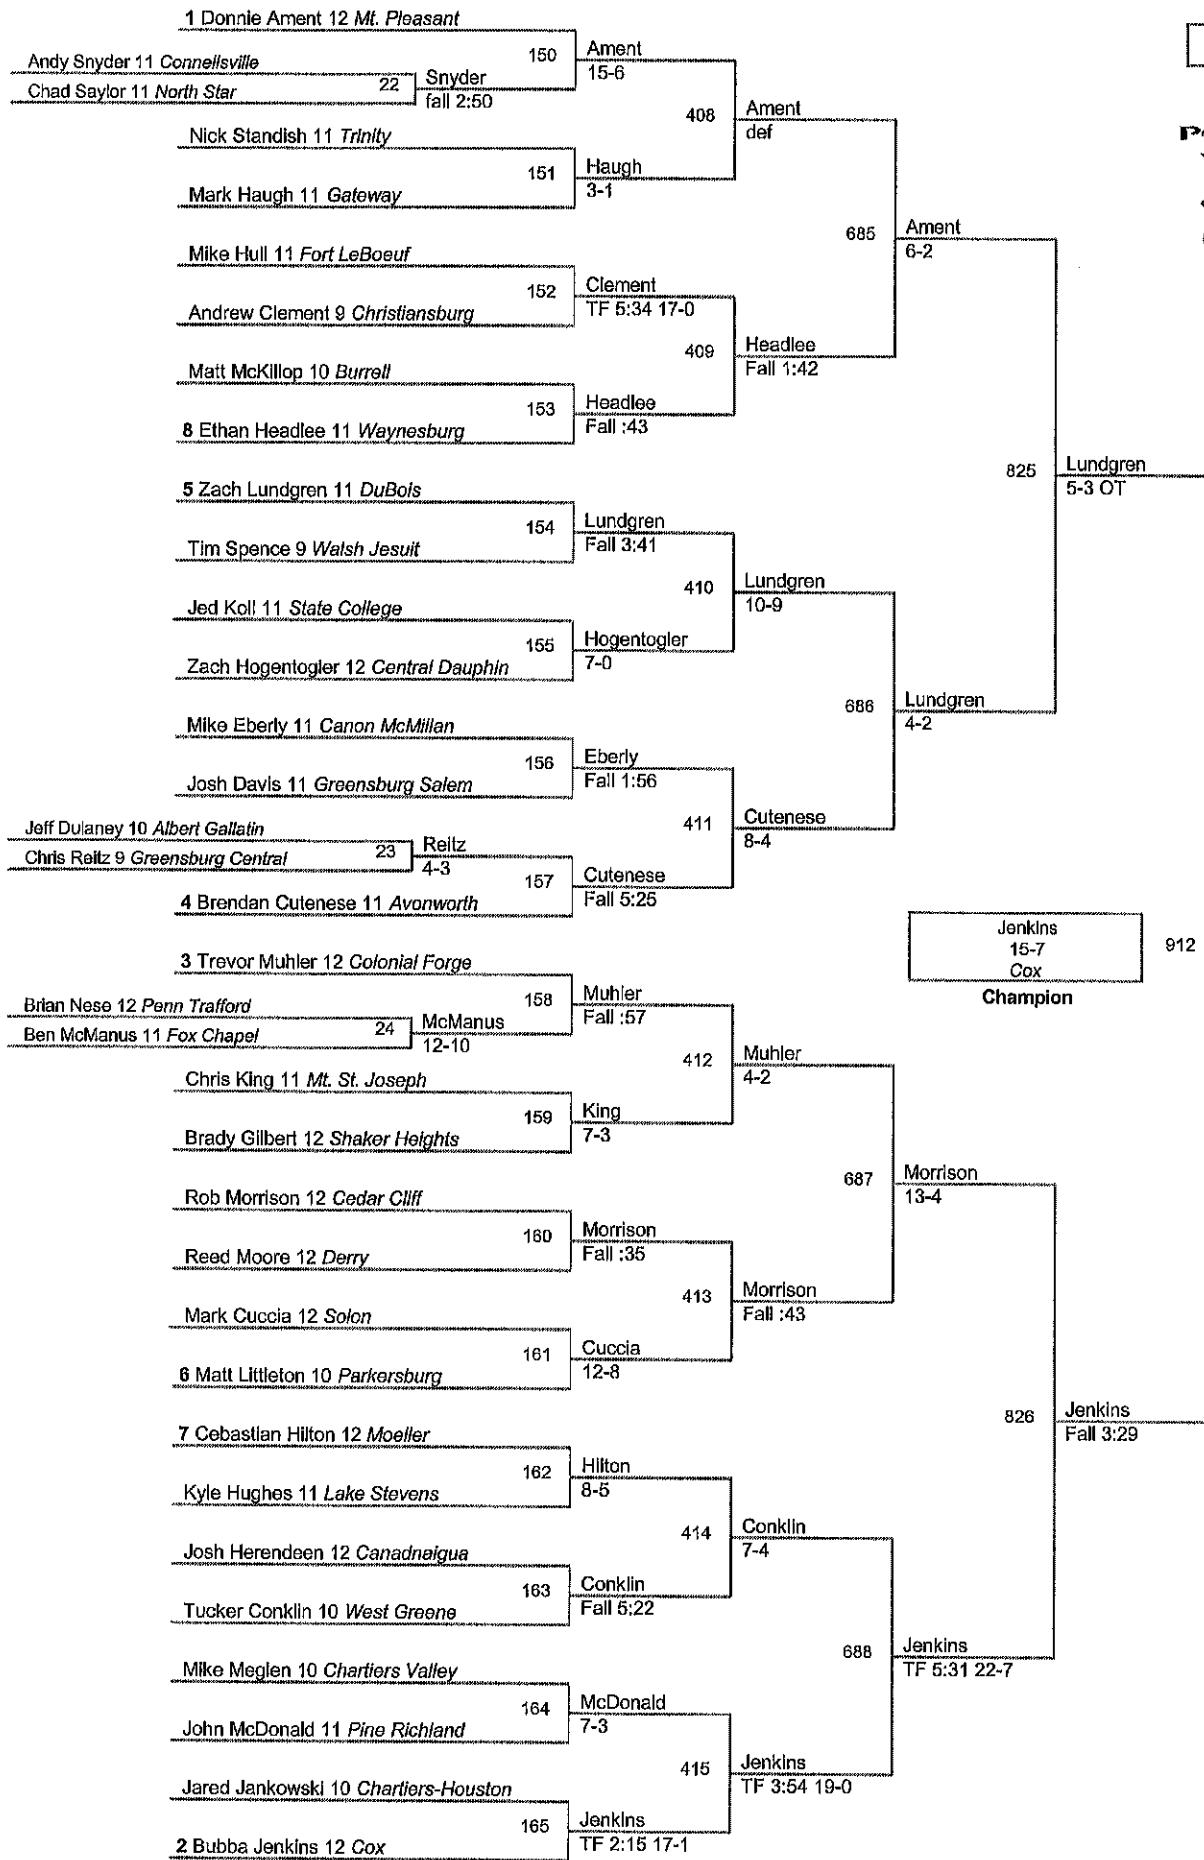 1 Donnie Ament 12 Mt. Pleasant
150
Ament
15-6
Andy Snyder 11 Connellsville
22
Snyder
fall 2:50
Chad Saylor 11 North Star
408
Ament
def
Nick Standish 11 Trinity
151
Haugh
3-1
Mark Haugh 11 Gateway
685
Ament
6-2
Mike Hull 11 Fort LeBoeuf
152
Clement
TF 5:34 17-0
Andrew Clement 9 Christiansburg
409
Headlee
Fall 1:42
Matt McKillop 10 Burrell
153
Headlee
Fall :43
8 Ethan Headlee 11 Waynesburg
825
Lundgren
5-3 OT
5 Zach Lundgren 11 DuBois
154
Lundgren
Fall 3:41
Tim Spence 9 Walsh Jesuit
410
Lundgren
10-9
Jed Koll 11 State College
155
Hogentogler
7-0
Zach Hogentogler 12 Central Dauphin
686
Lundgren
4-2
Mike Eberly 11 Canon McMillan
156
Eberly
Fall 1:56
Josh Davis 11 Greensburg Salem
411
Cutenese
8-4
Jeff Dulaney 10 Albert Gallatin
23
Reitz
4-3
Chris Reitz 9 Greensburg Central
157
Cutenese
Fall 5:25
4 Brendan Cutenese 11 Avonworth
Jenkins
15-7
Cox
912
Champion
3 Trevor Muhler 12 Colonial Forge
158
Muhler
Fall :57
Brian Nese 12 Penn Trafford
24
McManus
12-10
Ben McManus 11 Fox Chapel
412
Muhler
4-2
Chris King 11 Mt. St. Joseph
159
King
7-3
Brady Gilbert 12 Shaker Heights
687
Morrison
13-4
Rob Morrison 12 Cedar Cliff
160
Morrison
Fall :35
Reed Moore 12 Derry
413
Morrison
Fall :43
Mark Cuccia 12 Solon
161
Cuccia
12-8
6 Matt Littleton 10 Parkersburg
826
Jenkins
Fall 3:29
7 Cebastian Hilton 12 Moeller
162
Hilton
8-5
Kyle Hughes 11 Lake Stevens
414
Conklin
7-4
Josh Herendeen 12 Canadnaigua
163
Conklin
Fall 5:22
Tucker Conklin 10 West Greene
688
Jenkins
TF 5:31 22-7
Mike Meglen 10 Chartiers Valley
164
McDonald
7-3
John McDonald 11 Pine Richland
415
Jenkins
TF 3:54 19-0
Jared Jankowski 10 Chartiers-Houston
165
Jenkins
TF 2:15 17-1
2 Bubba Jenkins 12 Cox